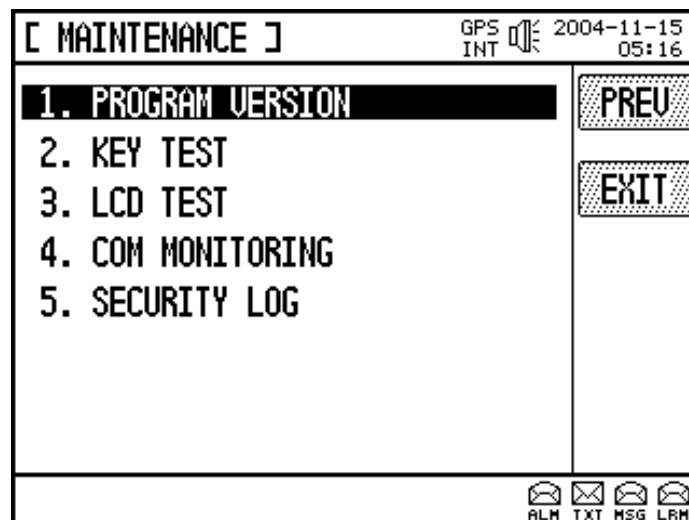 [ MAINTENANCE ] GPS INT 2004-11-15 05:16
1. PROGRAM VERSION
2. KEY TEST
3. LCD TEST
4. COM MONITORING
5. SECURITY LOG
PREV
EXIT
ALM TXT MSG LRM